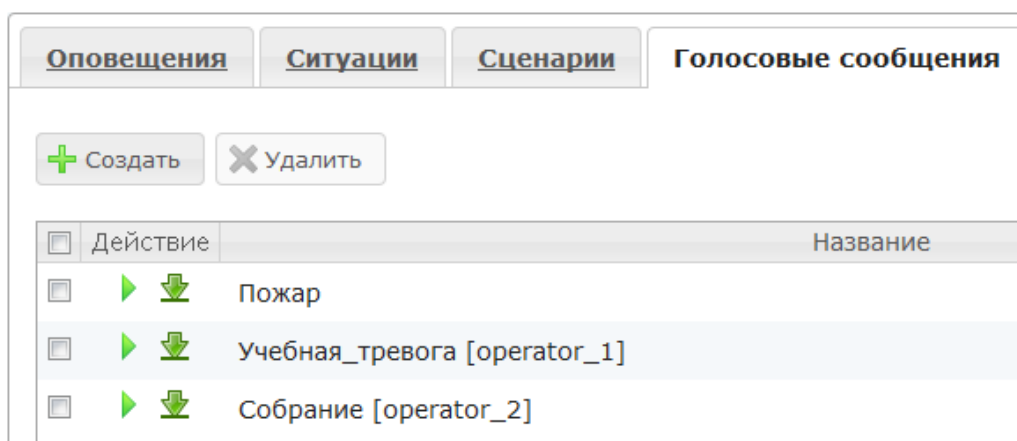 Оповещения Ситуации Сценарии Голосовые сообщения
Создать Удалить
Действие Название
Пожар
Учебная_тревога [operator_1]
Собрание [operator_2]